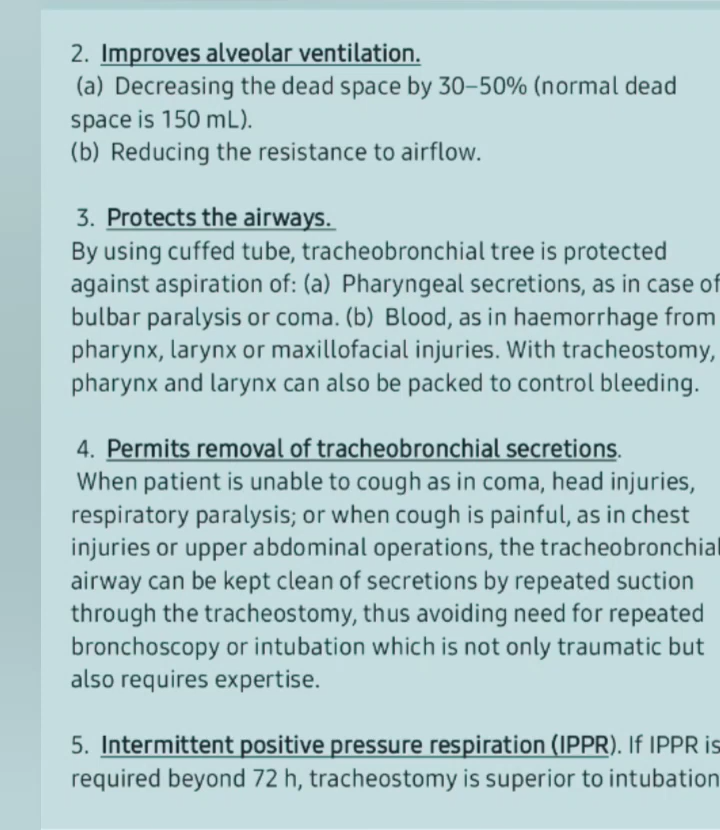 2. Improves alveolar ventilation.
(a) Decreasing the dead space by 30–50% (normal dead
space is 150 mL).
(b) Reducing the resistance to airflow.
3. Protects the airways.
By using cuffed tube, tracheobronchial tree is protected
against aspiration of: (a) Pharyngeal secretions, as in case of
bulbar paralysis or coma. (b) Blood, as in haemorrhage from
pharynx, larynx or maxillofacial injuries. With tracheostomy,
pharynx and larynx can also be packed to control bleeding.
4. Permits removal of tracheobronchial secretions.
When patient is unable to cough as in coma, head injuries,
respiratory paralysis; or when cough is painful, as in chest
injuries or upper abdominal operations, the tracheobronchial
airway can be kept clean of secretions by repeated suction
through the tracheostomy, thus avoiding need for repeated
bronchoscopy or intubation which is not only traumatic but
also requires expertise.
5. Intermittent positive pressure respiration (IPPR). If IPPR is
required beyond 72 h, tracheostomy is superior to intubation